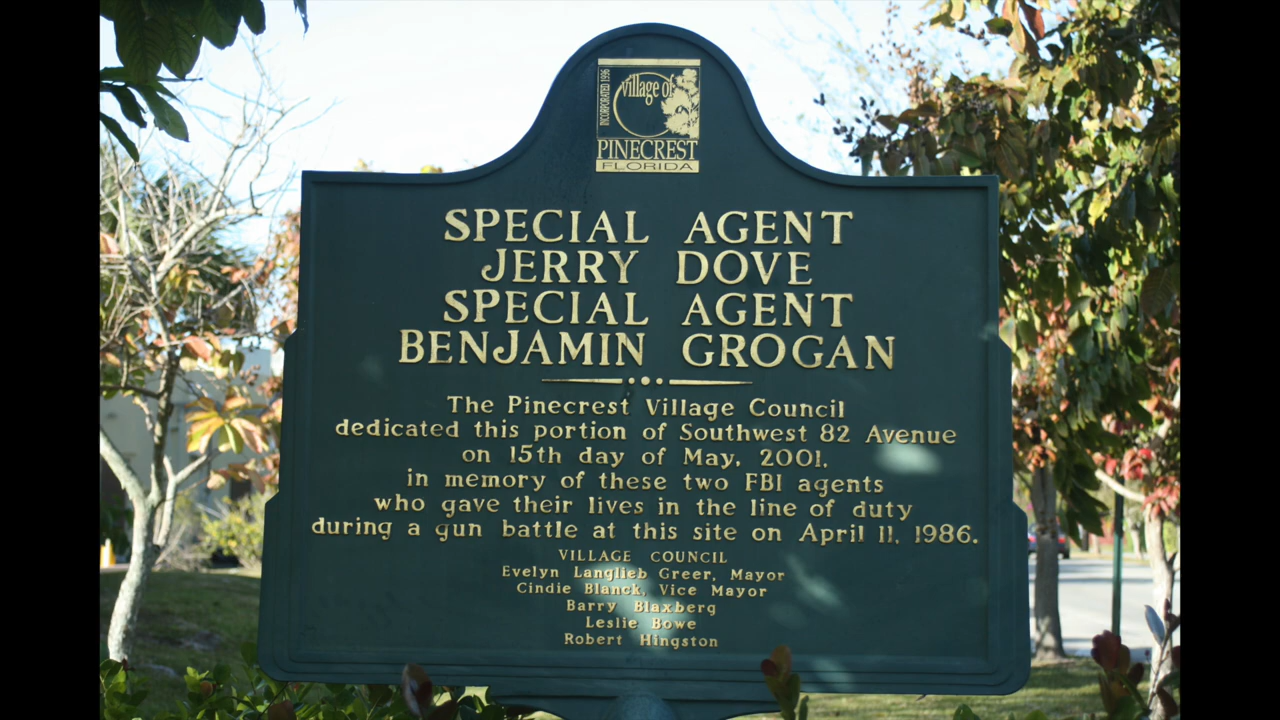 INCORPORATED 1996
village of
PINECREST
FLORIDA
SPECIAL AGENT
JERRY DOVE
SPECIAL AGENT
BENJAMIN GROGAN
The Pinecrest Village Council
dedicated this portion of Southwest 82 Avenue
on 15th day of May, 2001,
in memory of these two FBI agents
who gave their lives in the line of duty
during a gun battle at this site on April 11, 1986.
VILLAGE COUNCIL
Evelyn Langlieb Greer, Mayor
Cindie Blanck, Vice Mayor
Barry Blaxberg
Leslie Bowe
Robert Hingston